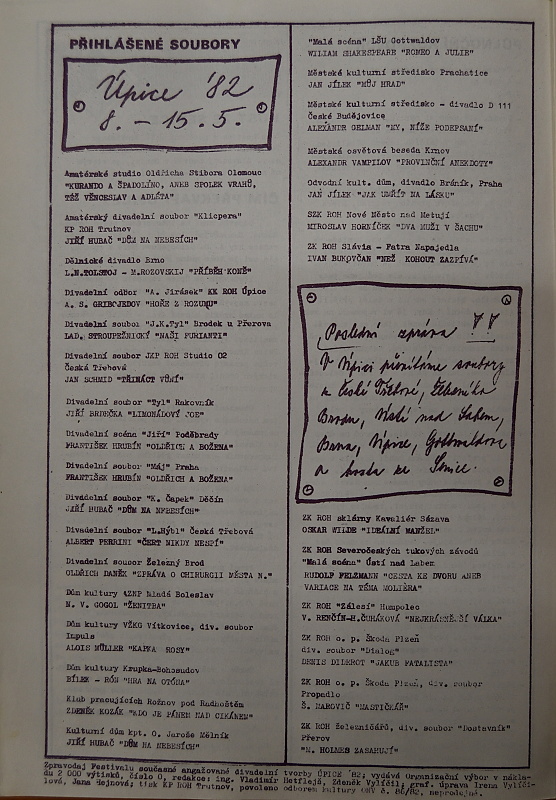 PŘIHLÁŠENÉ SOUBORY
Úpice '82
8. – 15. 5.
Amatérské studio Oldřicha Stibora Olomouc
"KURANDO A ŠPADOLÍNO, ANEB SPOLEK VRAHŮ,
TÉŽ VĚNCESLAV A ADLÉTA"
Amatérský divadelní soubor "Klicpera"
KP ROH Trutnov
JIŘÍ HUBAČ "DŮM NA NEBESÍCH"
Dělnické divadlo Brno
L.N.TOLSTOJ - M.ROZOVSKIJ "PŘÍBĚH KONĚ"
Divadelní odbor "A. Jirásek" KK ROH Úpice
A. S. GRIBOJEDOV "HOŘE Z ROZUMU"
Divadelní soubor "J.K.Tyl" Brodek u Přerova
LAD. STROUPEŽNICKÝ "NAŠI FURIANTI"
Divadelní soubor JKP ROH Studio 02
Česká Třebová
JAN SCHMID "TŘINÁCT VŮNÍ"
Divadelní soubor "Tyl" Rakovník
JIŘÍ BRDEČKA "LIMONÁDOVÝ JOE"
Divadelní scéna "Jiří" Poděbrady
FRANTIŠEK HRUBÍN "OLDŘICH A BOŽENA"
Divadelní soubor "Máj" Praha
FRANTIŠEK HRUBÍN "OLDŘICH A BOŽENA"
Divadelní soubor "K. Čapek" Děčín
JIŘÍ HUBAČ "DŮM NA NEBESÍCH"
Divadelní soubor "L.Hýbl" Česká Třebová
ALBERT PERRINI "ČERT NIKDY NESPÍ"
Divadelní soubor Železný Brod
OLDŘICH DANĚK "ZPRÁVA O CHIRURGII MĚSTA N."
Dům kultury AZNP Mladá Boleslav
N. V. GOGOL "ŽENITBA"
Dům kultury VŽKG Vítkovice, div. soubor
Impuls
ALOIS MÜLLER "KAPKA ROSY"
Dům kultury Krupka-Bohosudov
BÍLEK - RÓN "HRA NA OTÓSA"
Klub pracujících Rožnov pod Radhoštěm
ZDENĚK KOZÁK "KDO JE PÁNEM NAD CIKÁNEM"
Kulturní dům kpt. O. Jaroše Mělník
JIŘÍ HUBAČ "DŮM NA NEBESÍCH"
"Malá scéna" LŠU Gottwaldov
WILLIAM SHAKESPEARE "ROMEO A JULIE"
Městské kulturní středisko Prachatice
JAN JÍLEK "MŮJ HRAD"
Městské kulturní středisko - divadlo D 111
České Budějovice
ALEXANDR GELMAN "MY, NÍŽE PODEPSANÍ"
Městská osvětová beseda Krnov
ALEXANDR VAMPILOV "PROVINČNÍ ANEKDOTY"
Odvodní kult. dům, divadlo Bráník, Praha
JAN JÍLEK "JAK UMŘÍT NA LÁSKU"
SZK ROH Nové Město nad Metují
MIROSLAV HORNÍČEK "DVA MUŽI V ŠACHU"
ZK ROH Slávia - Fatra Napajedla
IVAN BUKOVČAN "NEŽ KOHOUT ZAZPÍVÁ"
Poslední zpráva !!
V Úpici přivítáme soubory
z České Třebové, Železného
Brodu, Ústí nad Labem,
Brna, Úpice, Gottwaldova
a hosta ze Senice.
ZK ROH sklárny Kavaliér Sázava
OSKAR WILDE "IDEÁLNÍ MANŽEL"
ZK ROH Severočeských tukových závodů
"Malá scéna" Ústí nad Labem
RUDOLF FELZMANN "CESTA KE DVORU ANEB
VARIACE NA TÉMA MOLIÉRA"
ZK ROH "Zálesí" Humpolec
V. RENČÍN-H.ČUHÁKOVÁ "NEJKRÁSNĚJŠÍ VÁLKA"
ZK ROH o. p. Škoda Plzeň
div. soubor "Dialog"
DENIS DIDEROT "JAKUB FATALISTA"
ZK ROH o. p. Škoda Plzeň, div. soubor
Propadlo
Š. MAROVIČ "MASTIČKÁŘ"
ZK ROH železničářů, div. soubor "Dostavník"
Přerov
"M. HOLMES ZASAHUJÍ"
Zpravodaj Festivalu současné angažované divadelní tvorby ÚPICE '82; vydává Organizační výbor v nákladu
2 000 výtisků, číslo 0, redakce: ing. Vladimír Hetflejš, Zdeněk Vylíčil; graf. úprava Irena Vylíčilová,
Jana Bojnová; tisk KP ROH Trutnov, povoleno odborem kultury ONV č. 86/82, neprodejné.